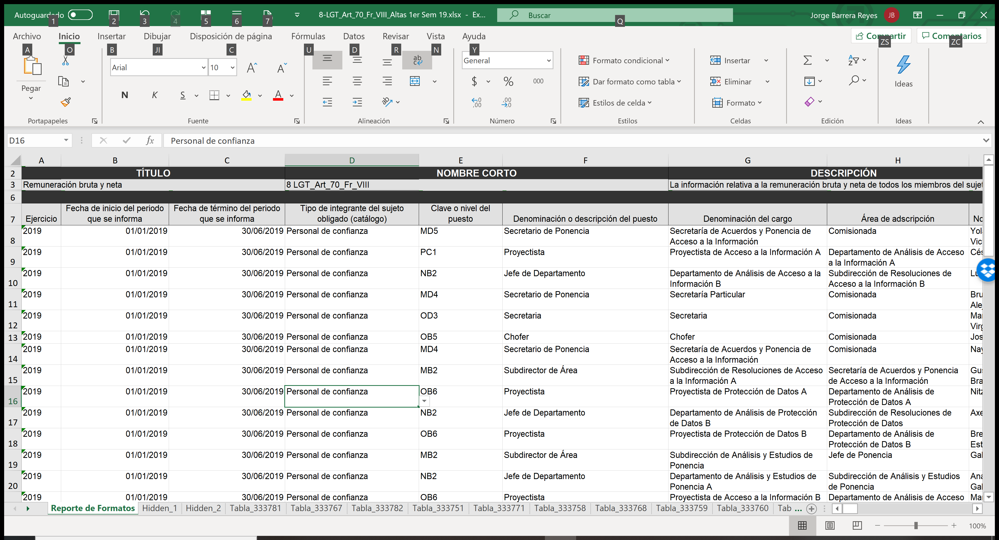 Autoguardado
8-LGT_Art_70_Fr_VIII_Altas 1er Sem 19.xlsx - Ex...
Buscar
Jorge Barrera Reyes JB
1 2 3 4 5 6 7 Q
Archivo Inicio Insertar Dibujar Disposición de página Fórmulas Datos Revisar Vista Ayuda
Compartir Comentarios
A O B JI C U D R N Y ZS ZC
Pegar
Arial 10
N K S
General
$ % 000
Formato condicional
Dar formato como tabla
Estilos de celda
Insertar
Eliminar
Formato
Ideas
Portapapeles Fuente Alineación Número Estilos Celdas Edición Ideas
D16 fx Personal de confianza
A B C D E F G H
2 TÍTULO NOMBRE CORTO DESCRIPCIÓN
3 Remuneración bruta y neta 8 LGT_Art_70_Fr_VIII La información relativa a la remuneración bruta y neta de todos los miembros del sujet
6
7 Ejercicio Fecha de inicio del periodo que se informa Fecha de término del periodo que se informa Tipo de integrante del sujeto obligado (catálogo) Clave o nivel del puesto Denominación o descripción del puesto Denominación del cargo Área de adscripción
8 2019 01/01/2019 30/06/2019 Personal de confianza MD5 Secretario de Ponencia Secretaría de Acuerdos y Ponencia de Acceso a la Información Comisionada
9 2019 01/01/2019 30/06/2019 Personal de confianza PC1 Proyectista Proyectista de Acceso a la Información A Departamento de Análisis de Acceso a la Información A
10 2019 01/01/2019 30/06/2019 Personal de confianza NB2 Jefe de Departamento Departamento de Análisis de Acceso a la Información B Subdirección de Resoluciones de Acceso a la Información B
11 2019 01/01/2019 30/06/2019 Personal de confianza MD4 Secretario de Ponencia Secretaría Particular Comisionada
12 2019 01/01/2019 30/06/2019 Personal de confianza OD3 Secretaria Secretaria Comisionada
13 2019 01/01/2019 30/06/2019 Personal de confianza OB5 Chofer Chofer Comisionada
14 2019 01/01/2019 30/06/2019 Personal de confianza MD4 Secretario de Ponencia Secretaría de Acuerdos y Ponencia de Acceso a la Información Comisionada
15 2019 01/01/2019 30/06/2019 Personal de confianza MB2 Subdirector de Área Subdirección de Resoluciones de Acceso a la Información A Secretaría de Acuerdos y Ponencia de Acceso a la Información
16 2019 01/01/2019 30/06/2019 Personal de confianza OB6 Proyectista Proyectista de Protección de Datos A Departamento de Análisis de Protección de Datos A
17 2019 01/01/2019 30/06/2019 Personal de confianza NB2 Jefe de Departamento Departamento de Análisis de Protección de Datos B Subdirección de Resoluciones de Protección de Datos
18 2019 01/01/2019 30/06/2019 Personal de confianza OB6 Proyectista Proyectista de Protección de Datos B Departamento de Análisis de Protección de Datos B
19 2019 01/01/2019 30/06/2019 Personal de confianza MB2 Subdirector de Área Subdirección de Análisis y Estudios de Ponencia Jefe de Ponencia
20 2019 01/01/2019 30/06/2019 Personal de confianza NB2 Jefe de Departamento Departamento de Análisis y Estudios de Ponencia A Subdirección de Análisis y Estudios de Ponencia
2019 01/01/2019 30/06/2019 Personal de confianza OB6 Proyectista Proyectista de Acceso a la Información B Departamento de Análisis de Acceso
Reporte de Formatos Hidden_1 Hidden_2 Tabla_333781 Tabla_333767 Tabla_333782 Tabla_333751 Tabla_333771 Tabla_333758 Tabla_333768 Tabla_333759 Tabla_333760 Tab ...
100%